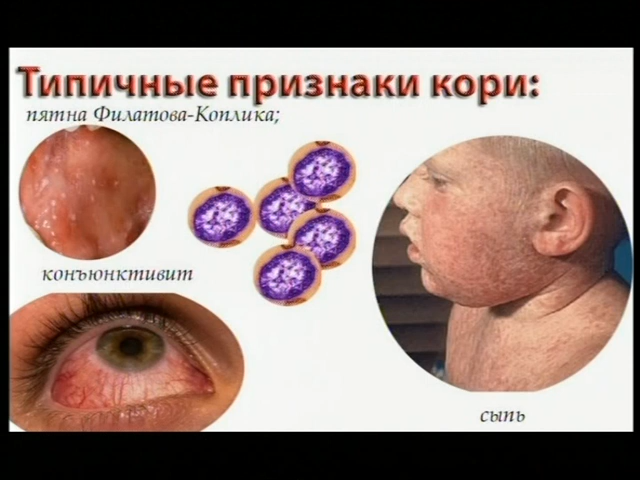 Типичные признаки кори:
пятна Филатова-Коплика;
конъюнктивит
сыпь